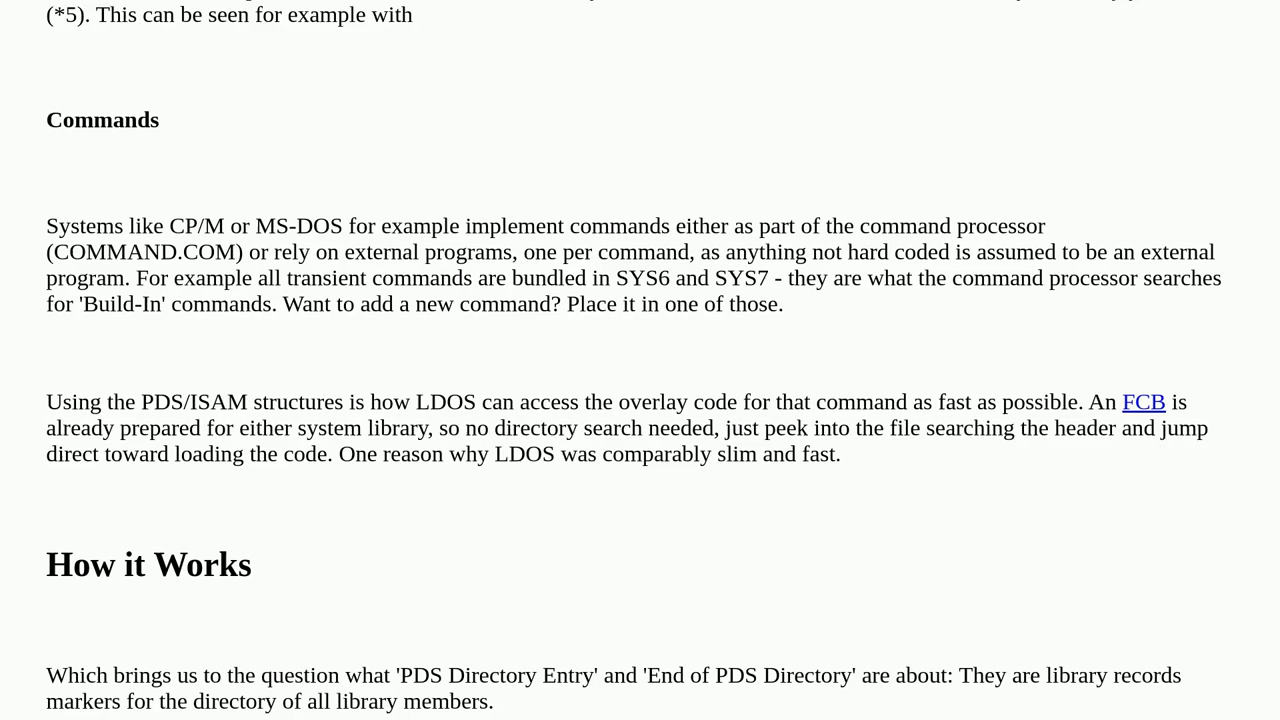 (*5). This can be seen for example with
Commands
Systems like CP/M or MS-DOS for example implement commands either as part of the command processor
(COMMAND.COM) or rely on external programs, one per command, as anything not hard coded is assumed to be an external
program. For example all transient commands are bundled in SYS6 and SYS7 - they are what the command processor searches
for 'Build-In' commands. Want to add a new command? Place it in one of those.
Using the PDS/ISAM structures is how LDOS can access the overlay code for that command as fast as possible. An FCB is
already prepared for either system library, so no directory search needed, just peek into the file searching the header and jump
direct toward loading the code. One reason why LDOS was comparably slim and fast.
How it Works
Which brings us to the question what 'PDS Directory Entry' and 'End of PDS Directory' are about: They are library records
markers for the directory of all library members.